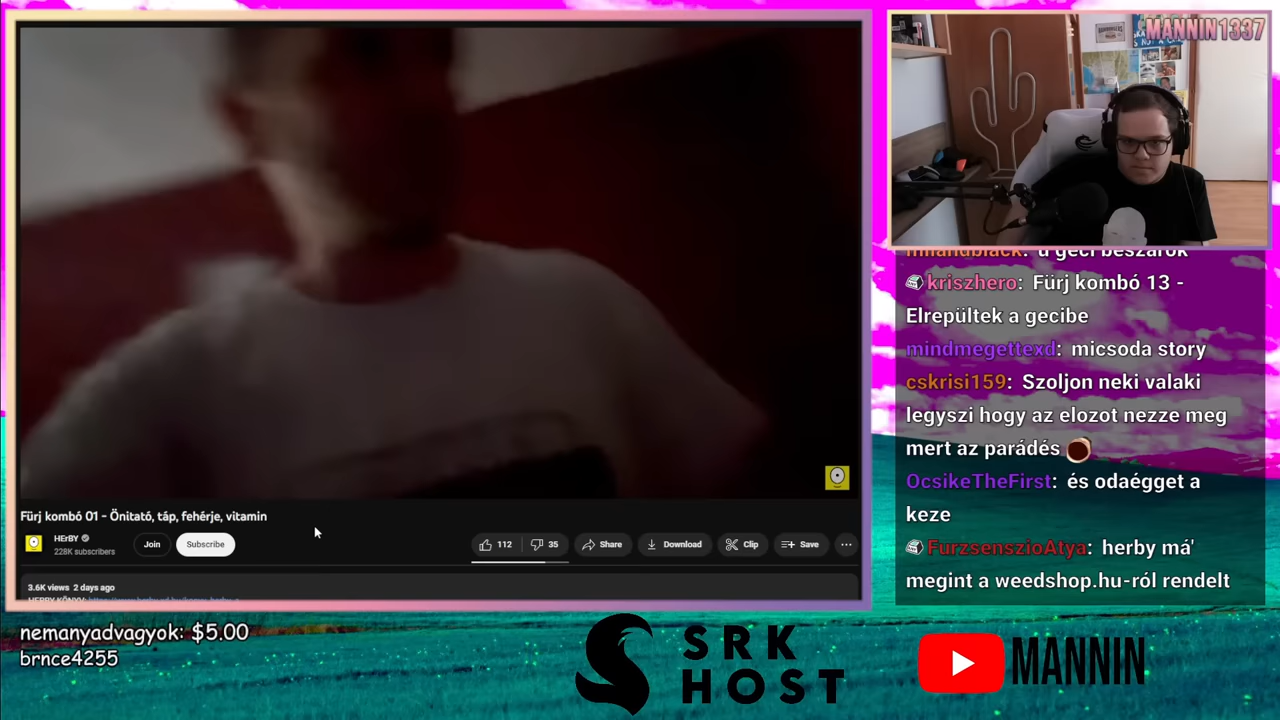 MANNIN1337
kriszhero: Fürj kombó 13 -
Elrepültek a gecibe
mindmegettexd: micsoda story
cskrisi159: Szoljon neki valaki
legyszi hogy az elozot nezze meg
mert az parádés
OcsikeTheFirst: és odaégget a
keze
FurzsenszioAtya: herby má'
megint a weedshop.hu-ról rendelt
Fürj kombó 01 - Önitató, táp, fehérje, vitamin
HErBY
228K subscribers
Join
Subscribe
112
35
Share
Download
Clip
Save
3.6K views 2 days ago
nemanyadvagyok: $5.00
brnce4255
SRK
HOST
MANNIN